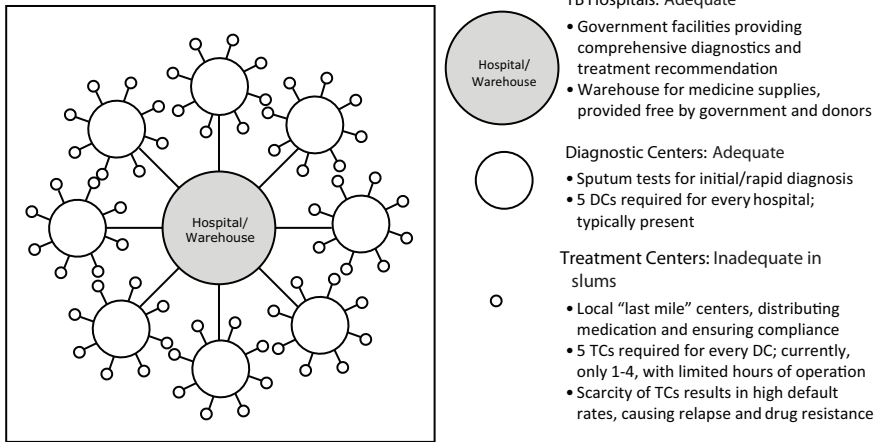 Hospital/
Warehouse
TB Hospitals: Adequate
Hospital/
Warehouse
• Government facilities providing
comprehensive diagnostics and
treatment recommendation
• Warehouse for medicine supplies,
provided free by government and donors
Diagnostic Centers: Adequate
• Sputum tests for initial/rapid diagnosis
• 5 DCs required for every hospital;
typically present
Treatment Centers: Inadequate in
slums
• Local “last mile” centers, distributing
medication and ensuring compliance
• 5 TCs required for every DC; currently,
only 1-4, with limited hours of operation
• Scarcity of TCs results in high default
rates, causing relapse and drug resistance